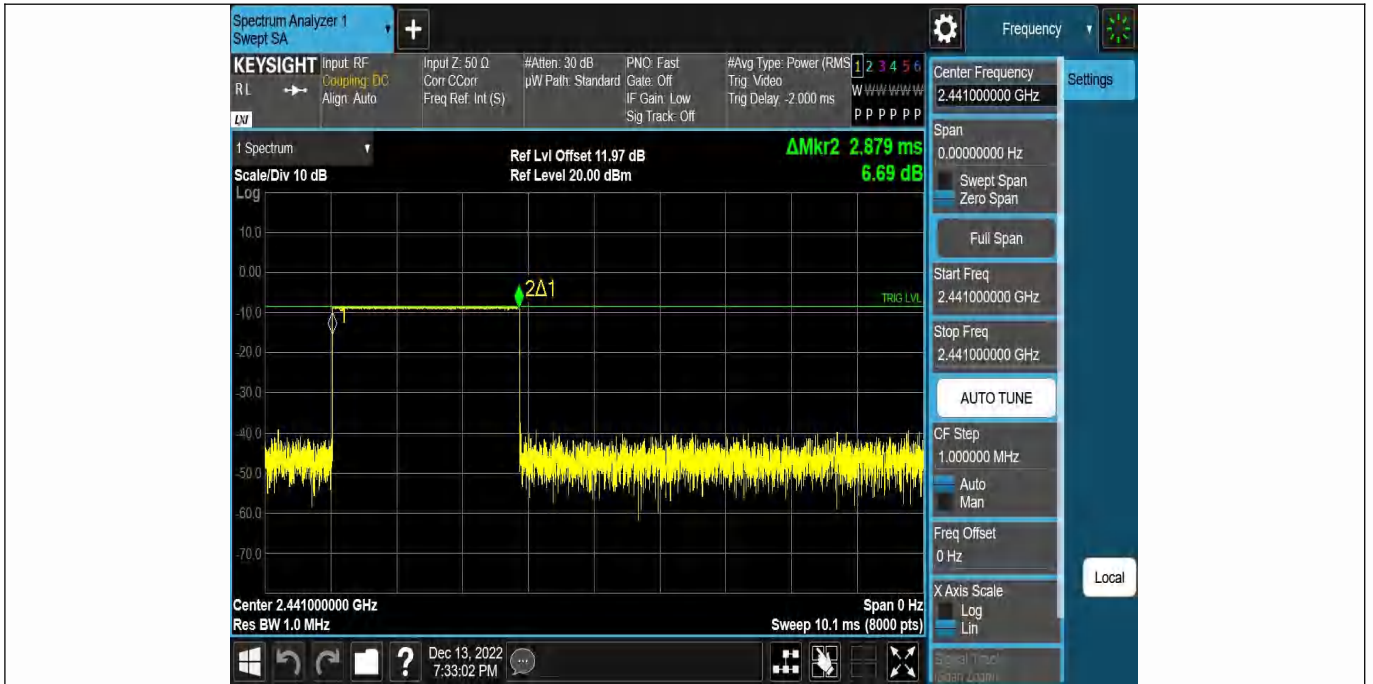 Spectrum Analyzer 1
Swept SA
+
Frequency
KEYSIGHT
Input: RF
Coupling: DC
Align: Auto
Input Z: 50 Ω
Corr CCorr
Freq Ref: Int (S)
#Atten: 30 dB
µW Path: Standard
PNO: Fast
Gate: Off
IF Gain: Low
Sig Track: Off
#Avg Type: Power (RMS
Trig: Video
Trig Delay: -2.000 ms
1 2 3 4 5 6
W W W W W W
P P P P P P
R L
LXI
Center Frequency
2.441000000 GHz
Settings
Span
0.00000000 Hz
Swept Span
Zero Span
Full Span
Start Freq
2.441000000 GHz
Stop Freq
2.441000000 GHz
AUTO TUNE
CF Step
1.000000 MHz
Auto
Man
Freq Offset
0 Hz
X Axis Scale
Log
Lin
Signal Track
(Span Zoom)
Local
1 Spectrum
Scale/Div 10 dB
Ref Lvl Offset 11.97 dB
Ref Level 20.00 dBm
ΔMkr2 2.879 ms
6.69 dB
Log
10.0
0.00
-10.0
-20.0
-30.0
-40.0
-50.0
-60.0
-70.0
2Δ1
1
TRIG LVL
Center 2.441000000 GHz
Res BW 1.0 MHz
Span 0 Hz
Sweep 10.1 ms (8000 pts)
?
Dec 13, 2022
7:33:02 PM